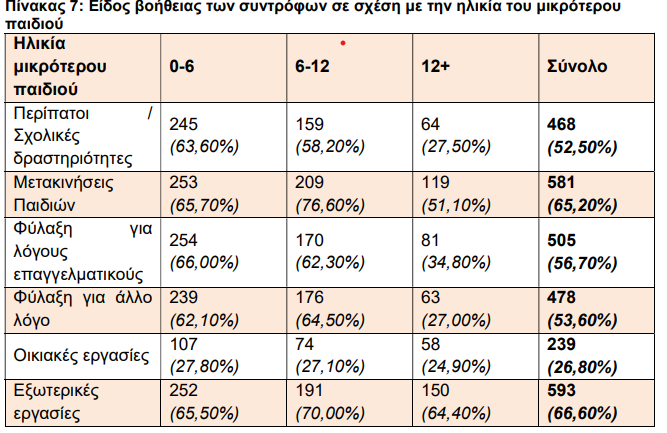 Πίνακας 7: Είδος βοήθειας των συντρόφων σε σχέση με την ηλικία του μικρότερου
παιδιού
Ηλικία
μικρότερου
παιδιού
0-6
6-12
12+
Σύνολο
Περίπατοι /
Σχολικές
δραστηριότητες
245
(63,60%)
159
(58,20%)
64
(27,50%)
468
(52,50%)
Μετακινήσεις
Παιδιών
253
(65,70%)
209
(76,60%)
119
(51,10%)
581
(65,20%)
Φύλαξη για
λόγους
επαγγελματικούς
254
(66,00%)
170
(62,30%)
81
(34,80%)
505
(56,70%)
Φύλαξη για άλλο
λόγο
239
(62,10%)
176
(64,50%)
63
(27,00%)
478
(53,60%)
Οικιακές εργασίες
107
(27,80%)
74
(27,10%)
58
(24,90%)
239
(26,80%)
Εξωτερικές
εργασίες
252
(65,50%)
191
(70,00%)
150
(64,40%)
593
(66,60%)